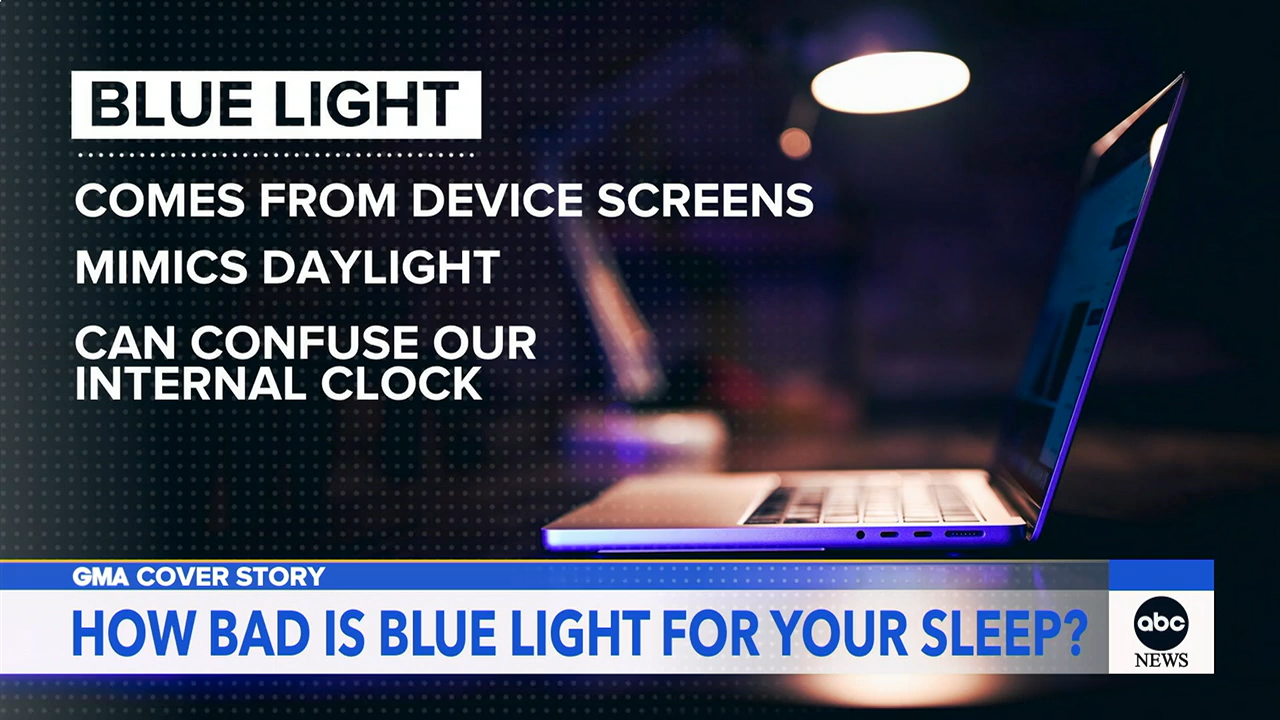 BLUE LIGHT
COMES FROM DEVICE SCREENS
MIMICS DAYLIGHT
CAN CONFUSE OUR
INTERNAL CLOCK
GMA COVER STORY
HOW BAD IS BLUE LIGHT FOR YOUR SLEEP?
abc
NEWS